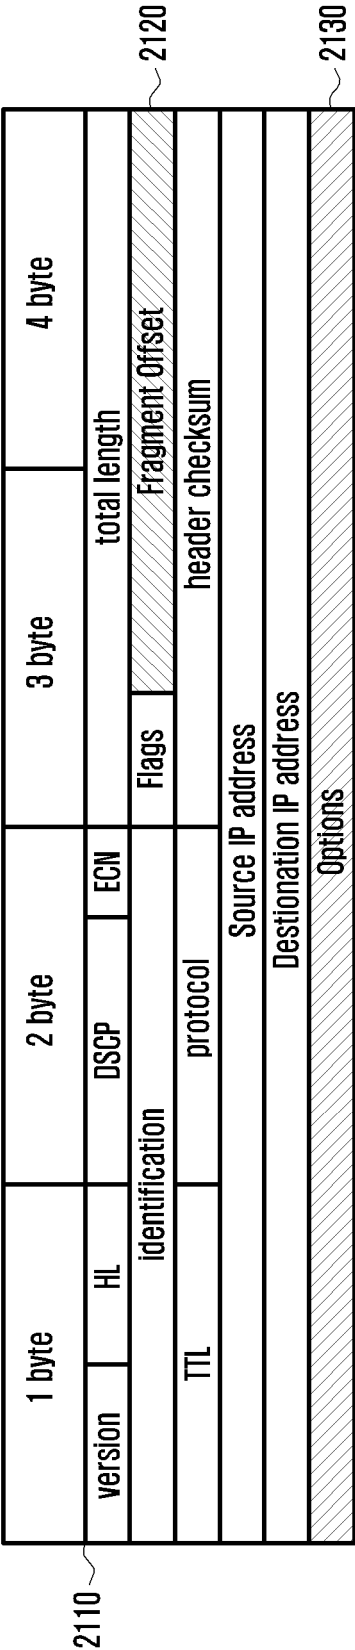 1 byte 2 byte 3 byte 4 byte
2110
version HL DSCP ECN total length
identification Flags Fragment Offset 2120
TTL protocol header checksum
Source IP address
Destionation IP address
Options 2130